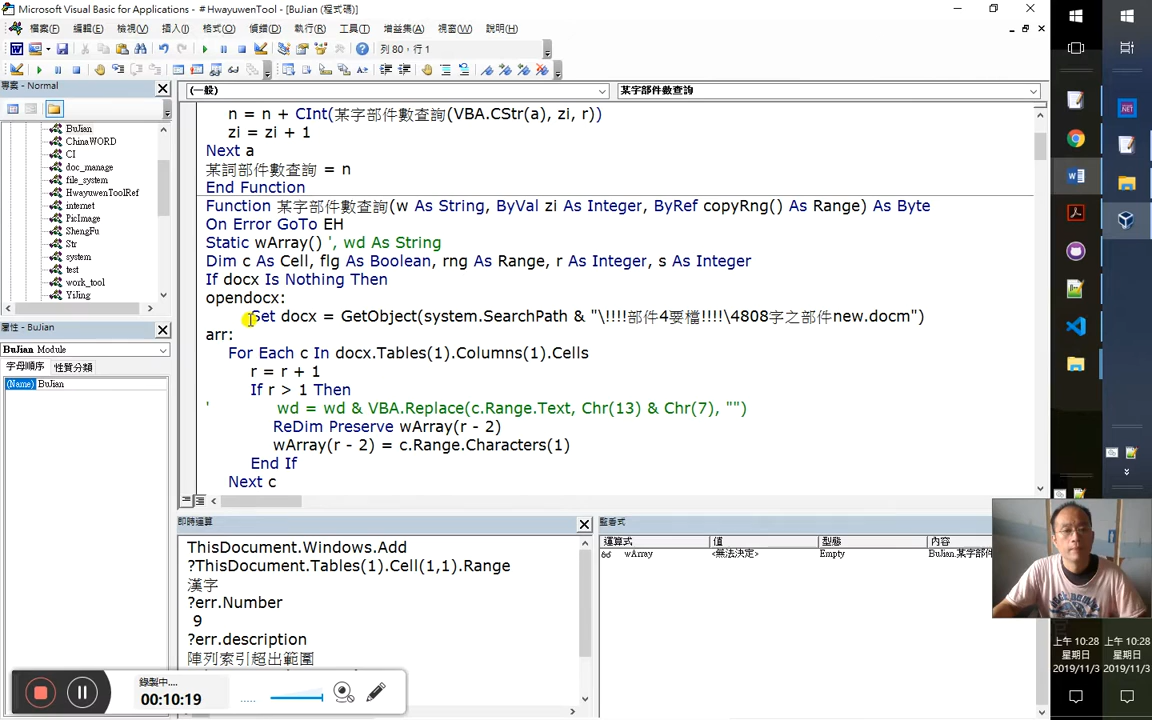 Microsoft Visual Basic for Applications - #HwayuwenTool - [BuJian (程式碼)]
檔案(F) 編輯(E) 檢視(V) 插入(I) 格式(O) 偵錯(D) 執行(R) 工具(T) 增益集(A) 視窗(W) 說明(H)
列 80，行 1
專案 - Normal
BuJian
ChinaWORD
CI
doc_manage
file_system
HwayuwenToolRef
internet
PicImage
ShengFu
Str
system
test
work_tool
YiJing
屬性 - BuJian
BuJian Module
字母順序 性質分類
(Name) BuJian
(一般) 某字部件數查詢
n = n + CInt(某字部件數查詢(VBA.CStr(a), zi, r))
zi = zi + 1
Next a
某詞部件數查詢 = n
End Function
Function 某字部件數查詢(w As String, ByVal zi As Integer, ByRef copyRng() As Range) As Byte
On Error GoTo EH
Static wArray() ', wd As String
Dim c As Cell, flg As Boolean, rng As Range, r As Integer, s As Integer
If docx Is Nothing Then
opendocx:
Set docx = GetObject(system.SearchPath & "\!!!!部件4要檔!!!!\4808字之部件new.docm")
arr:
For Each c In docx.Tables(1).Columns(1).Cells
r = r + 1
If r > 1 Then
' wd = wd & VBA.Replace(c.Range.Text, Chr(13) & Chr(7), "")
ReDim Preserve wArray(r - 2)
wArray(r - 2) = c.Range.Characters(1)
End If
Next c
即時運算
ThisDocument.Windows.Add
?ThisDocument.Tables(1).Cell(1,1).Range
漢字
?err.Number
9
?err.description
陣列索引超出範圍
監看式
運算式 值 型態 內容
wArray <無法決定> Empty BuJian.某字部件
錄製中....
00:10:19
上午 10:28
星期日
2019/11/3
上午 10:28
星期日
2019/11/3